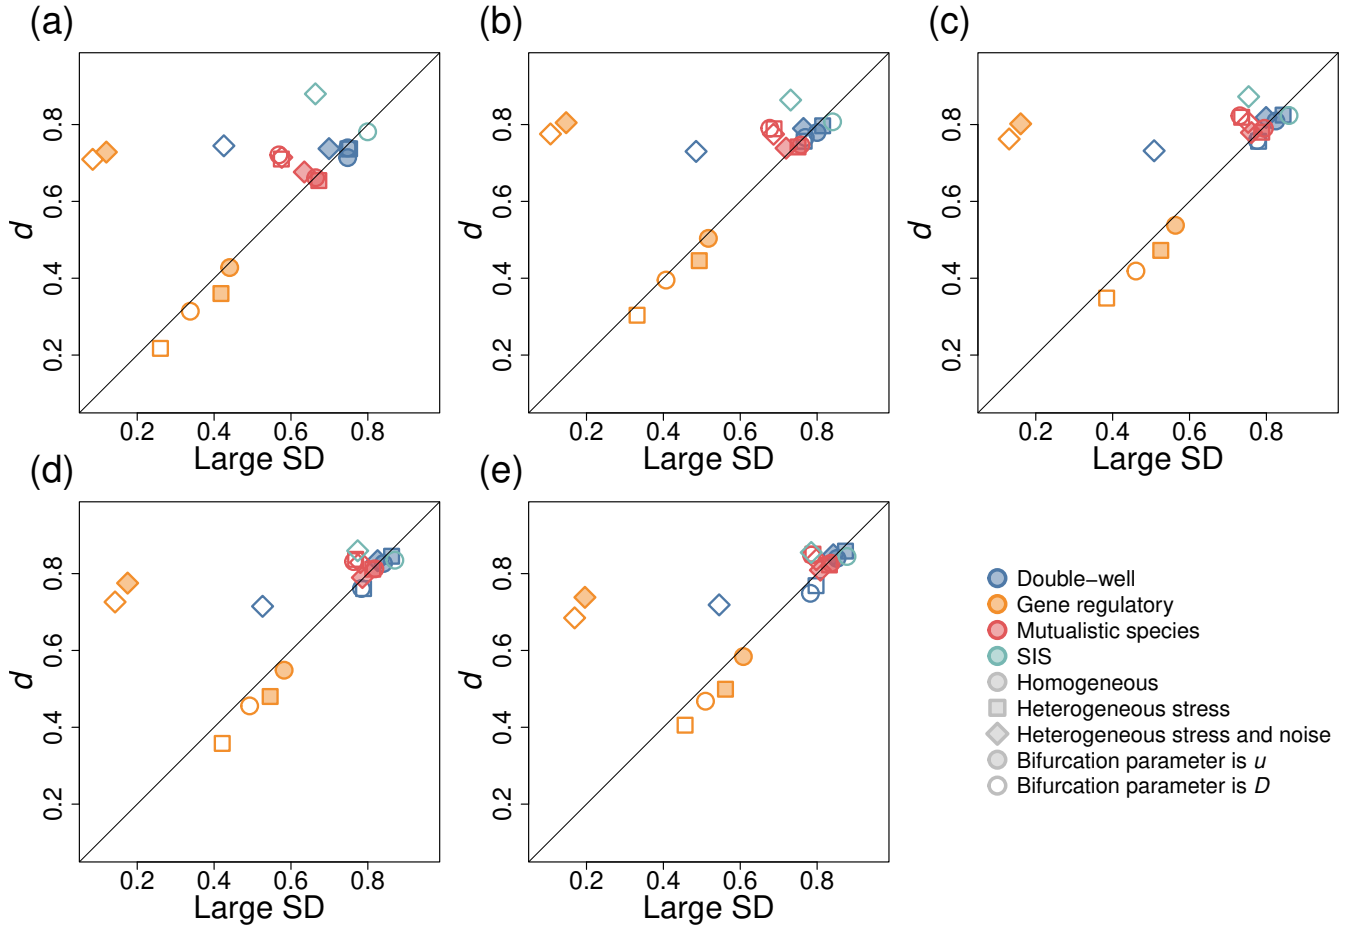 (a)
0.8
0.6
0.4
0.2
d
0.2 0.4 0.6 0.8
Large SD
(b)
0.8
0.6
0.4
0.2
d
0.2 0.4 0.6 0.8
Large SD
(c)
0.8
0.6
0.4
0.2
d
0.2 0.4 0.6 0.8
Large SD
(d)
0.8
0.6
0.4
0.2
d
0.2 0.4 0.6 0.8
Large SD
(e)
0.8
0.6
0.4
0.2
d
0.2 0.4 0.6 0.8
Large SD
Double−well
Gene regulatory
Mutualistic species
SIS
Homogeneous
Heterogeneous stress
Heterogeneous stress and noise
Bifurcation parameter is u
Bifurcation parameter is D